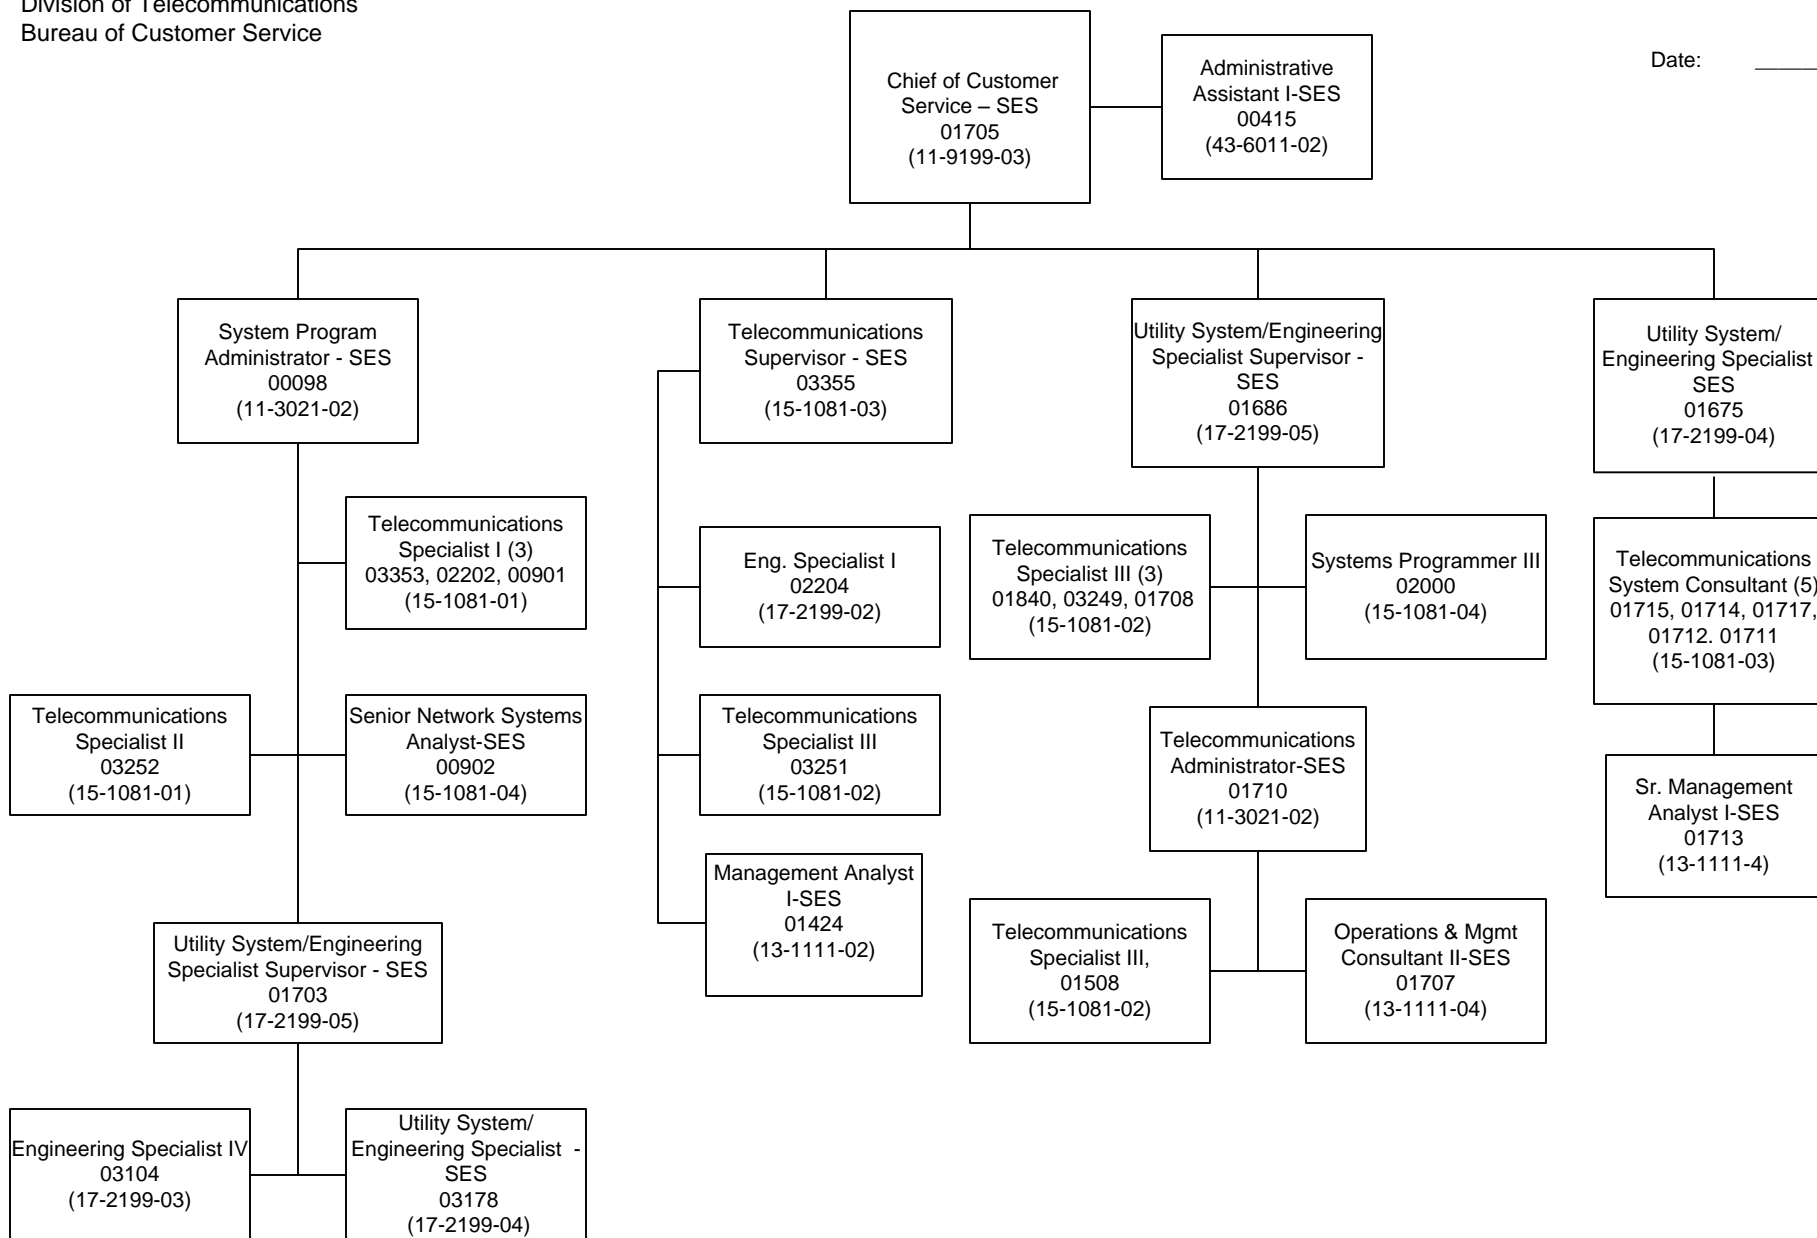 Division of Telecommunications
Bureau of Customer Service
Date: _____
Chief of Customer
Service – SES
01705
(11-9199-03)
Administrative
Assistant I-SES
00415
(43-6011-02)
System Program
Administrator - SES
00098
(11-3021-02)
Telecommunications
Supervisor - SES
03355
(15-1081-03)
Utility System/Engineering
Specialist Supervisor -
SES
01686
(17-2199-05)
Utility System/
Engineering Specialist
SES
01675
(17-2199-04)
Telecommunications
Specialist I (3)
03353, 02202, 00901
(15-1081-01)
Eng. Specialist I
02204
(17-2199-02)
Telecommunications
Specialist III (3)
01840, 03249, 01708
(15-1081-02)
Systems Programmer III
02000
(15-1081-04)
Telecommunications
System Consultant (5)
01715, 01714, 01717,
01712. 01711
(15-1081-03)
Telecommunications
Specialist II
03252
(15-1081-01)
Senior Network Systems
Analyst-SES
00902
(15-1081-04)
Telecommunications
Specialist III
03251
(15-1081-02)
Telecommunications
Administrator-SES
01710
(11-3021-02)
Sr. Management
Analyst I-SES
01713
(13-1111-4)
Management Analyst
I-SES
01424
(13-1111-02)
Utility System/Engineering
Specialist Supervisor - SES
01703
(17-2199-05)
Telecommunications
Specialist III,
01508
(15-1081-02)
Operations & Mgmt
Consultant II-SES
01707
(13-1111-04)
Engineering Specialist IV
03104
(17-2199-03)
Utility System/
Engineering Specialist -
SES
03178
(17-2199-04)